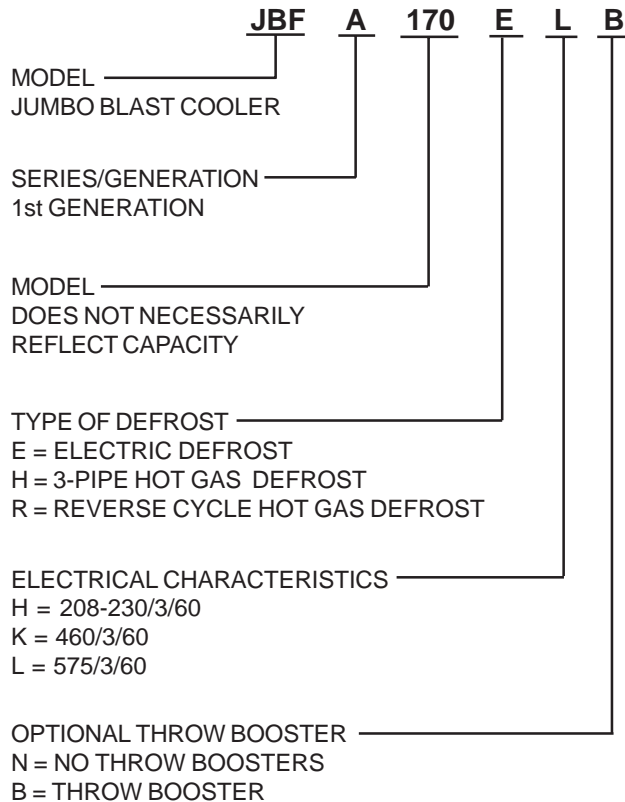 JBF A 170 E L B
MODEL
JUMBO BLAST COOLER
SERIES/GENERATION
1st GENERATION
MODEL
DOES NOT NECESSARILY
REFLECT CAPACITY
TYPE OF DEFROST
E = ELECTRIC DEFROST
H = 3-PIPE HOT GAS DEFROST
R = REVERSE CYCLE HOT GAS DEFROST
ELECTRICAL CHARACTERISTICS
H = 208-230/3/60
K = 460/3/60
L = 575/3/60
OPTIONAL THROW BOOSTER
N = NO THROW BOOSTERS
B = THROW BOOSTER